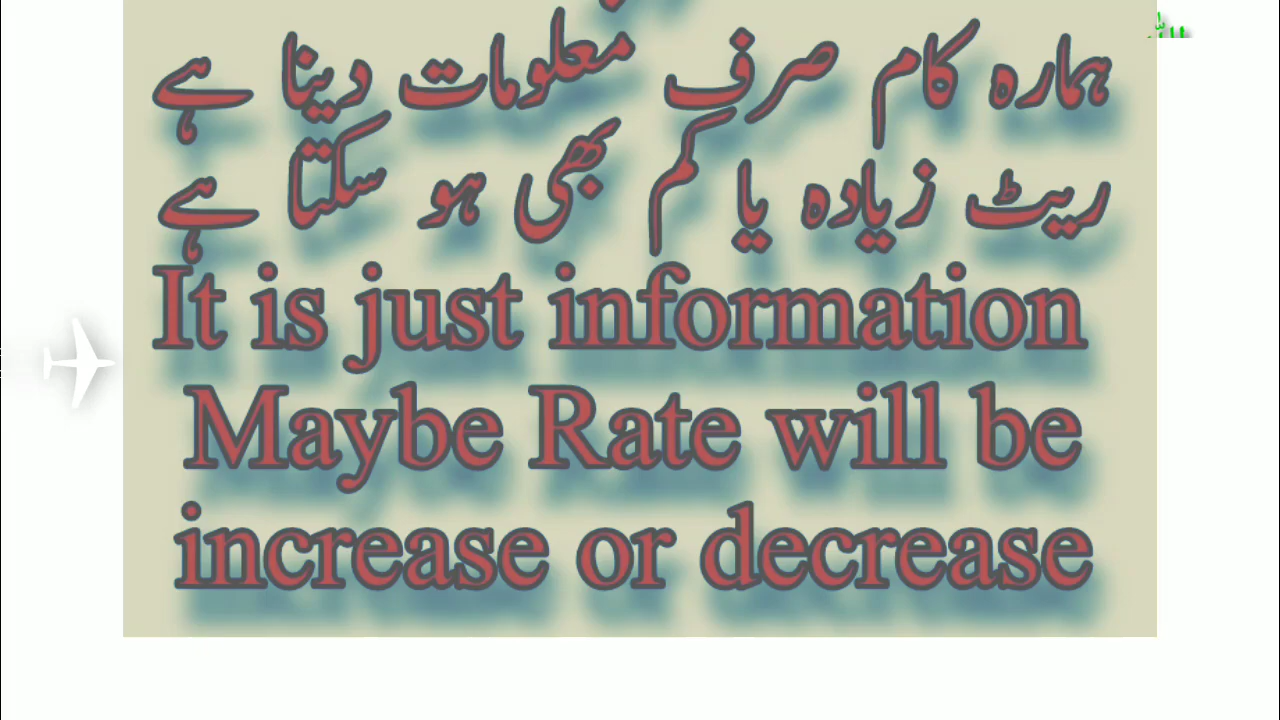 ہمارہ کام صرف معلومات دینا ہے
ریٹ زیادہ یا کم بھی ہو سکتا ہے
It is just information
Maybe Rate will be
increase or decrease